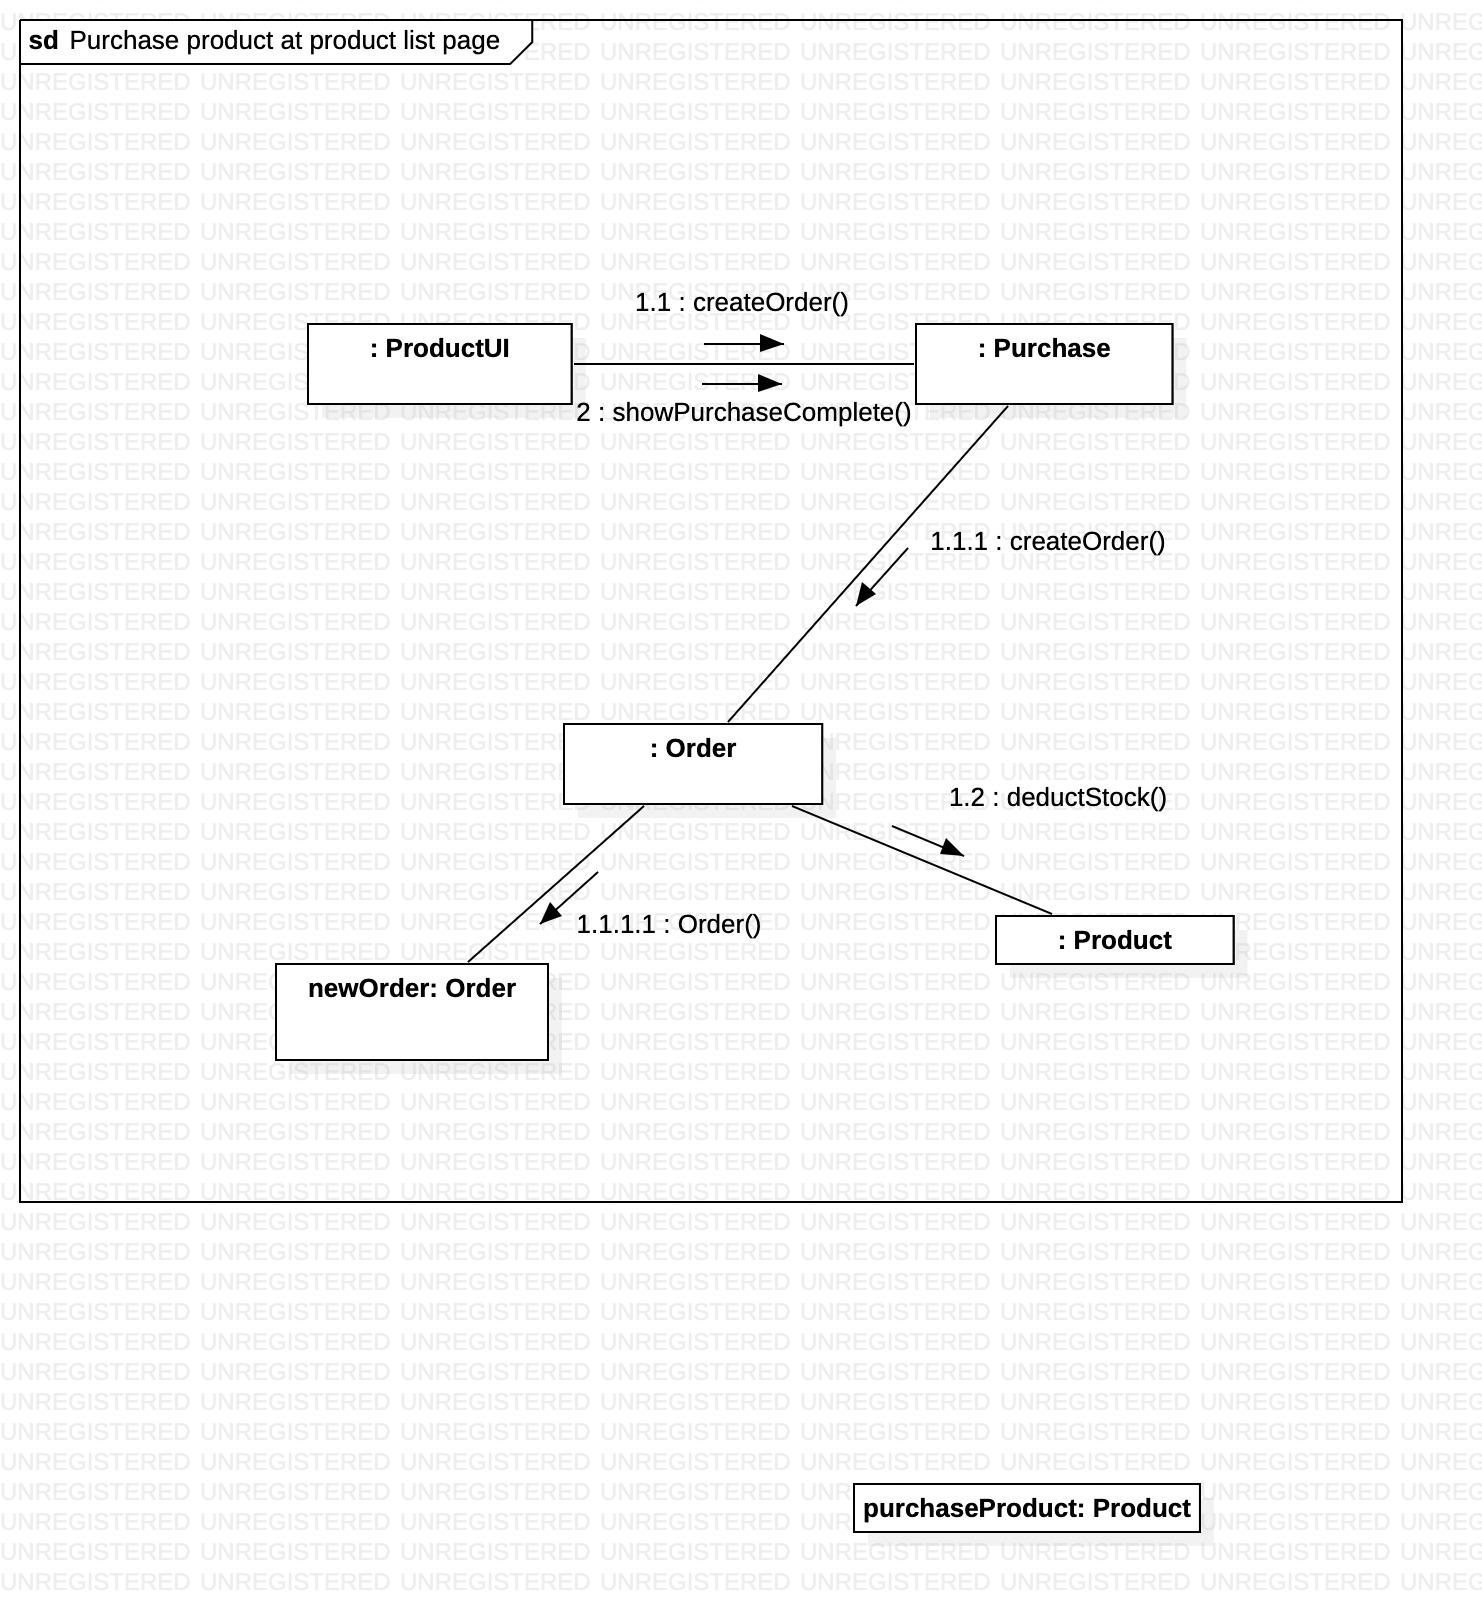 sd Purchase product at product list page
1.1 : createOrder()
: ProductUI
: Purchase
2 : showPurchaseComplete()
1.1.1 : createOrder()
: Order
1.2 : deductStock()
1.1.1.1 : Order()
: Product
newOrder: Order
purchaseProduct: Product
UNREGISTERED